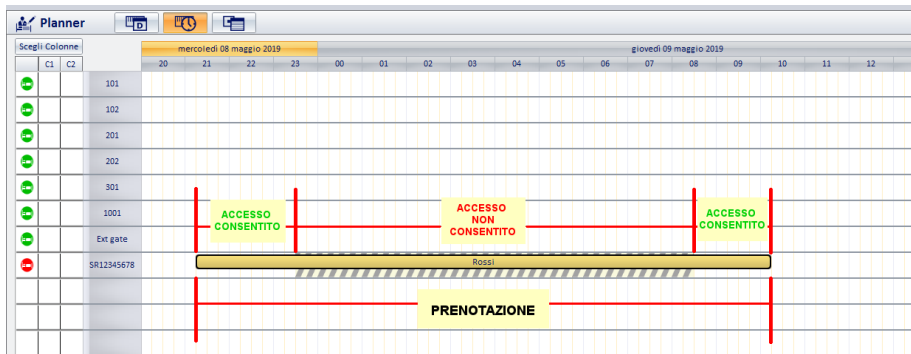 Planner
Scegli Colonne
mercoledì 08 maggio 2019
giovedì 09 maggio 2019
C1 C2
20 21 22 23 00 01 02 03 04 05 06 07 08 09 10 11 12
101
102
201
202
301
1001
ACCESSO
CONSENTITO
ACCESSO
NON
CONSENTITO
ACCESSO
CONSENTITO
Ext gate
SR12345678
Rossi
PRENOTAZIONE